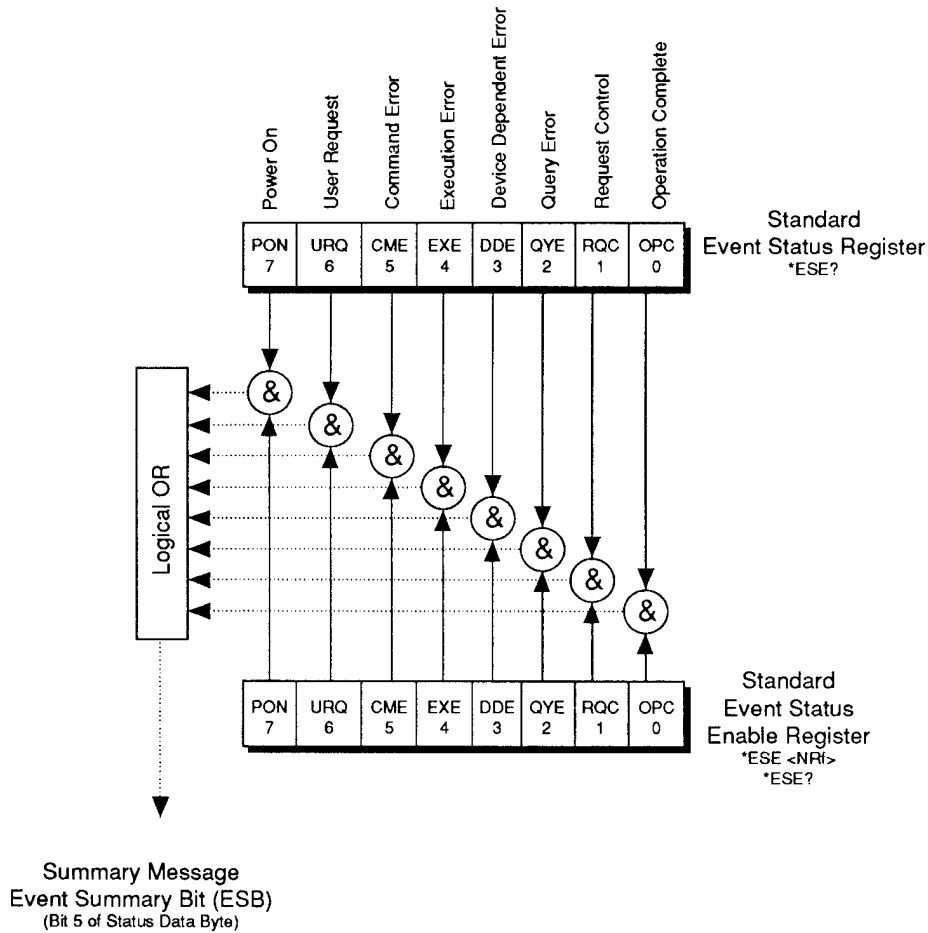 Power On
User Request
Command Error
Execution Error
Device Dependent Error
Query Error
Request Control
Operation Complete
PON URQ CME EXE DDE QYE RQC OPC
7 6 5 4 3 2 1 0
Standard
Event Status Register
*ESE?
& & & & & & & &
Logical OR
PON URQ CME EXE DDE QYE RQC OPC
7 6 5 4 3 2 1 0
Standard
Event Status
Enable Register
*ESE <NRf>
*ESE?
Summary Message
Event Summary Bit (ESB)
(Bit 5 of Status Data Byte)